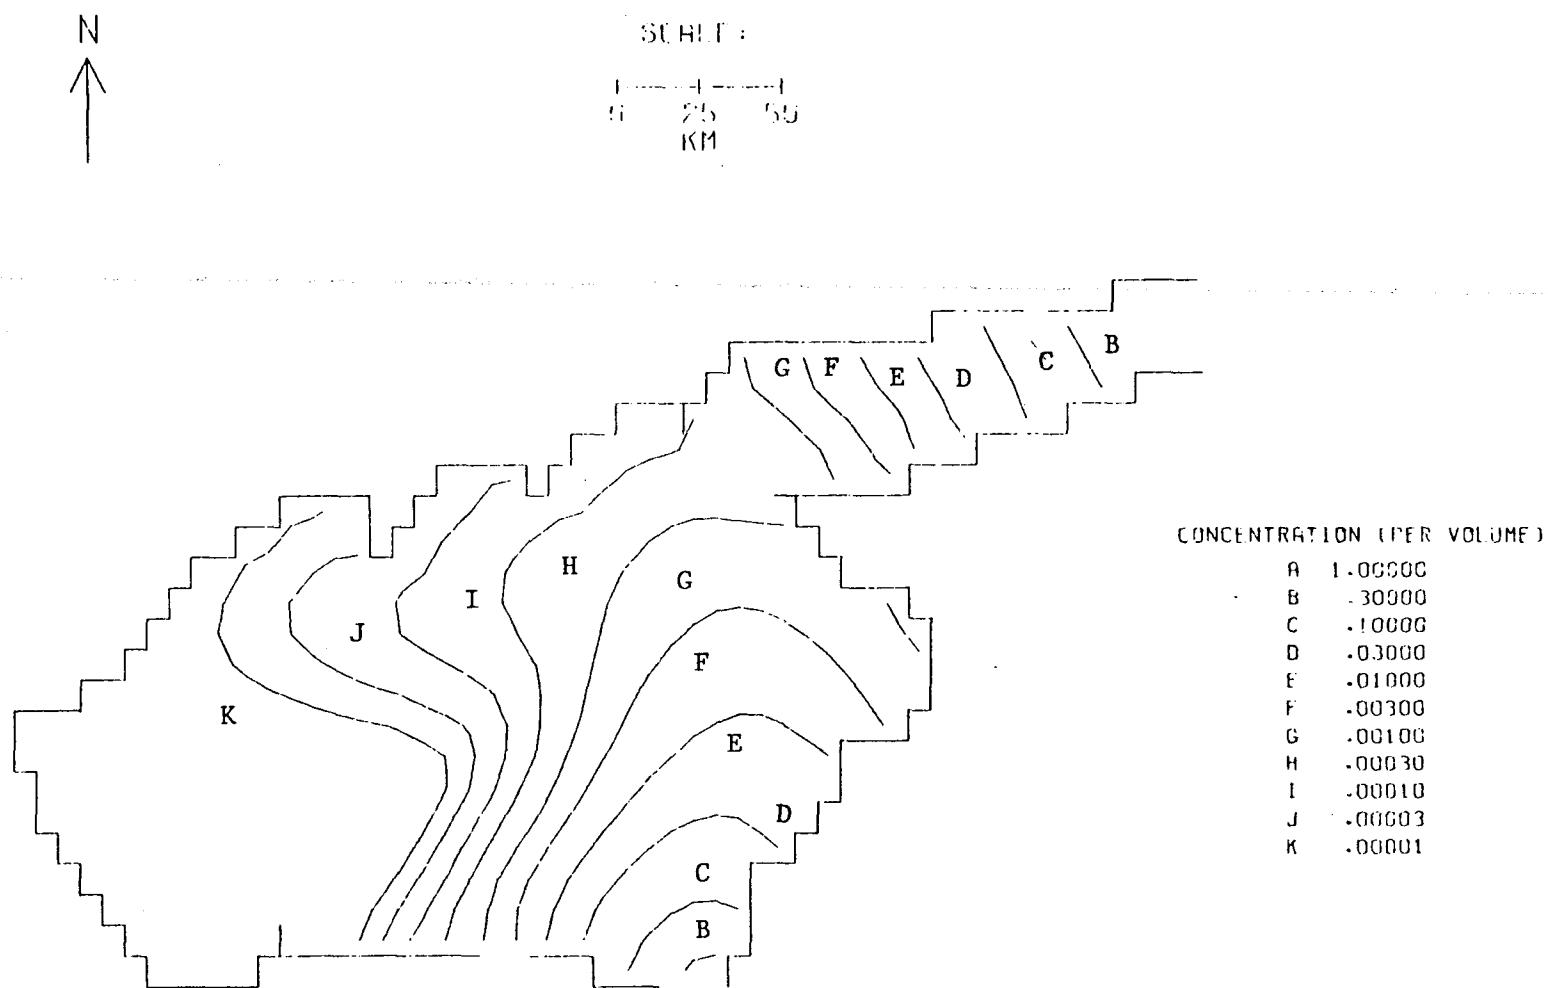 N
SCALE:
0 25 50
KM
B
C
G F E D
H
G
I
J
F
K
E
D
C
B
CONCENTRATION (PER VOLUME)
A 1.00000
B .30000
C .10000
D .03000
E .01000
F .00300
G .00100
H .00030
I .00010
J .00003
K .00001